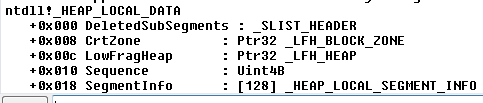 ntdll!_HEAP_LOCAL_DATA
+0x000 DeletedSubSegments : _SLIST_HEADER
+0x008 CrtZone : Ptr32 _LFH_BLOCK_ZONE
+0x00c LowFragHeap : Ptr32 _LFH_HEAP
+0x010 Sequence : Uint4B
+0x018 SegmentInfo : [128] _HEAP_LOCAL_SEGMENT_INFO